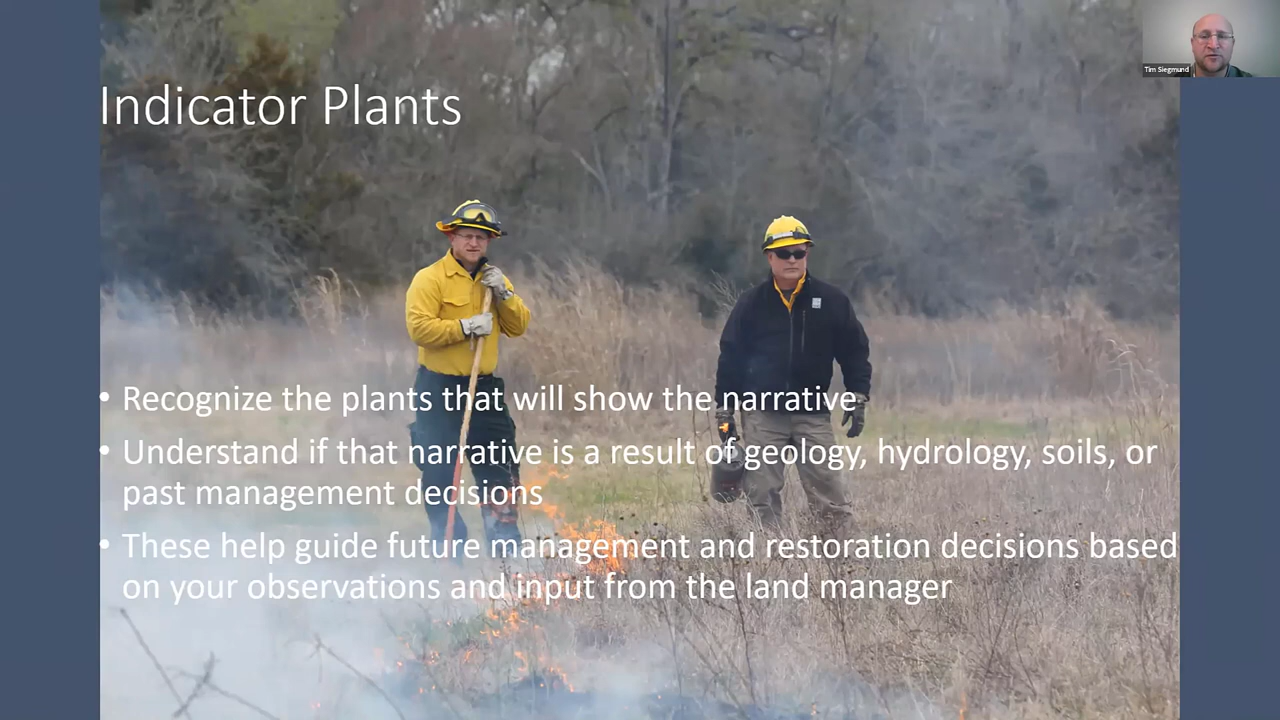 Tim Siegmund
Indicator Plants
• Recognize the plants that will show the narrative
• Understand if that narrative is a result of geology, hydrology, soils, or
past management decisions
• These help guide future management and restoration decisions based
on your observations and input from the land manager